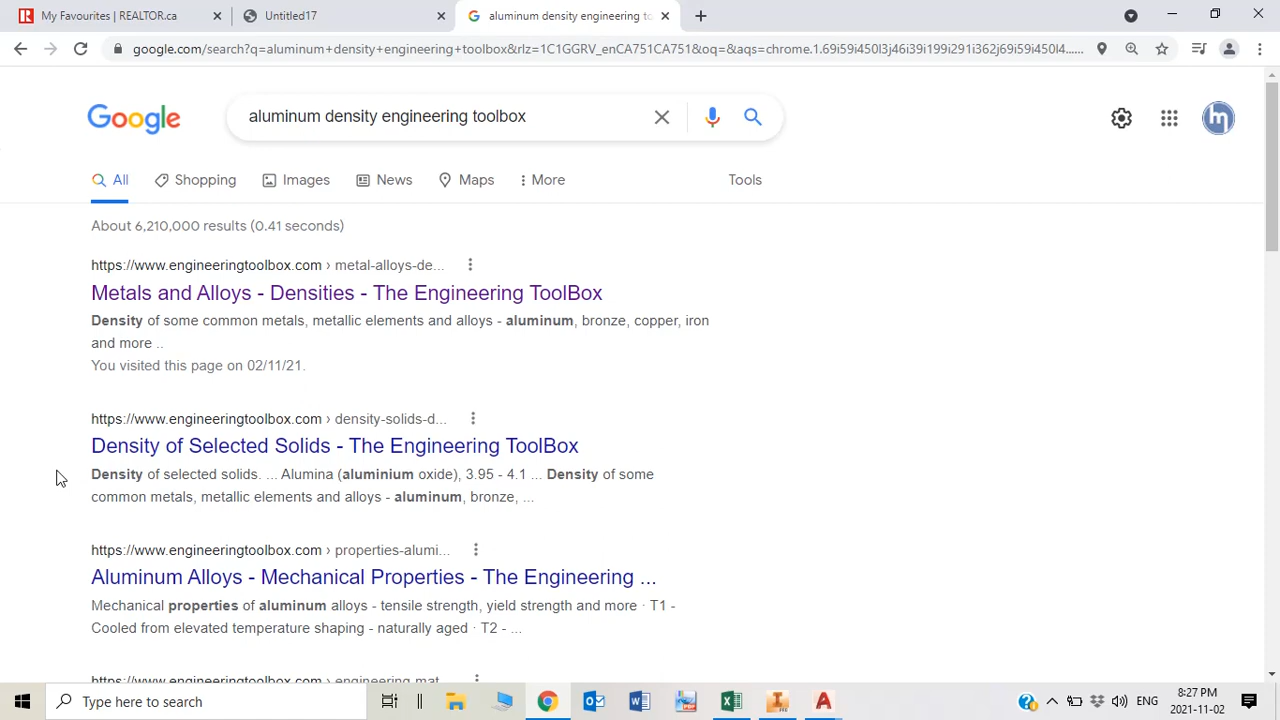 My Favourites | REALTOR.ca
Untitled17
aluminum density engineering to
google.com/search?q=aluminum+density+engineering+toolbox&rlz=1C1GGRV_enCA751CA751&oq=&aqs=chrome.1.69i59i450l3j46i39i199i291i362j69i59i450l4......
Google
aluminum density engineering toolbox
All
Shopping
Images
News
Maps
More
Tools
About 6,210,000 results (0.41 seconds)
https://www.engineeringtoolbox.com › metal-alloys-de...
Metals and Alloys - Densities - The Engineering ToolBox
Density of some common metals, metallic elements and alloys - aluminum, bronze, copper, iron
and more ..
You visited this page on 02/11/21.
https://www.engineeringtoolbox.com › density-solids-d...
Density of Selected Solids - The Engineering ToolBox
Density of selected solids. ... Alumina (aluminium oxide), 3.95 - 4.1 ... Density of some
common metals, metallic elements and alloys - aluminum, bronze, ...
https://www.engineeringtoolbox.com › properties-alumi...
Aluminum Alloys - Mechanical Properties - The Engineering ...
Mechanical properties of aluminum alloys - tensile strength, yield strength and more · T1 -
Cooled from elevated temperature shaping - naturally aged · T2 - ...
https://www.engineeringtoolbox.com › engineering-mat...
Type here to search
ENG
8:27 PM
2021-11-02